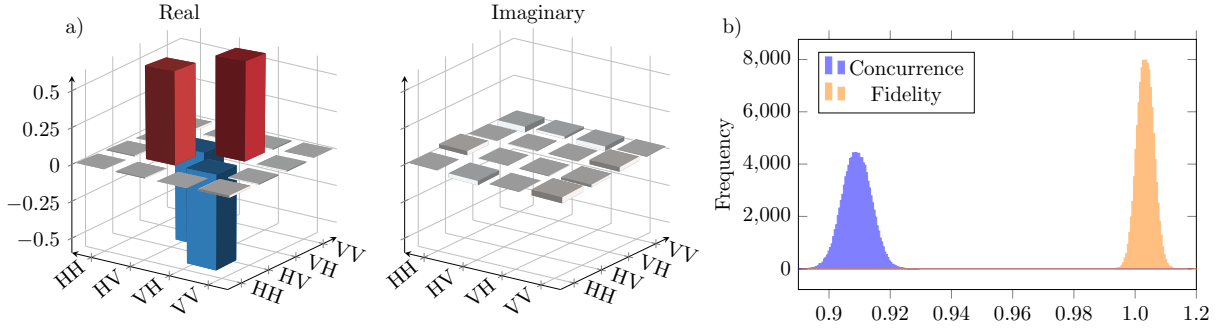 a)
Real
Imaginary
b)
0.5
0.25
0
−0.25
−0.5
HH
HV
VH
VV
HH
HV
VH
VV
HH
HV
VH
VV
HH
HV
VH
VV
Frequency
8,000
6,000
4,000
2,000
0
Concurrence
Fidelity
0.9
0.92
0.94
0.96
0.98
1.0
1.2